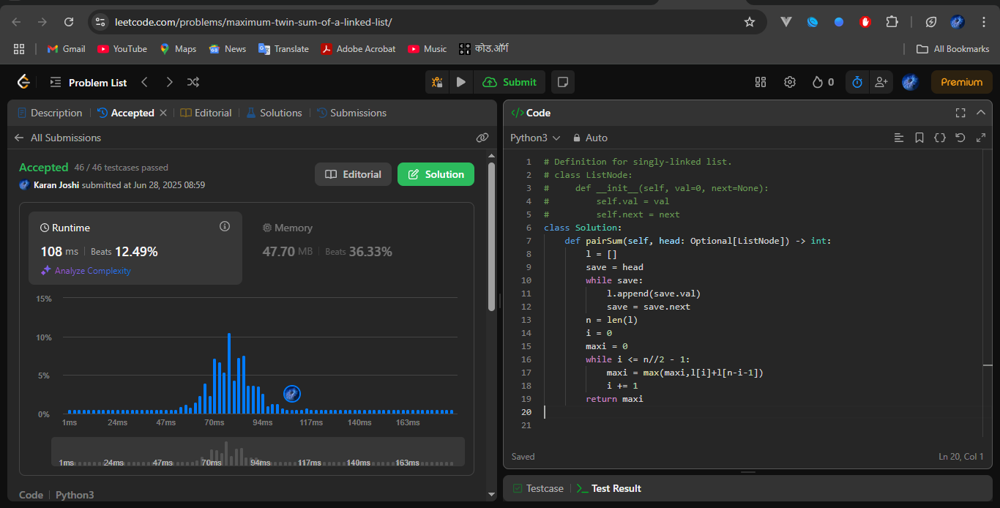 leetcode.com/problems/maximum-twin-sum-of-a-linked-list/
Gmail YouTube Maps News Translate Adobe Acrobat Music CODE कोड.ऑर्ग All Bookmarks
Problem List Submit 0 Premium
Description Accepted Editorial Solutions Submissions
All Submissions
Accepted 46 / 46 testcases passed
Karan Joshi submitted at Jun 28, 2025 08:59
Editorial Solution
Runtime
108 ms Beats 12.49%
Analyze Complexity
Memory
47.70 MB Beats 36.33%
15%
10%
5%
0%
1ms 24ms 47ms 70ms 94ms 117ms 140ms 163ms
1ms 24ms 47ms 70ms 94ms 117ms 140ms 163ms
Code Python3
</> Code
Python3 Auto
1 # Definition for singly-linked list.
2 # class ListNode:
3 #     def __init__(self, val=0, next=None):
4 #         self.val = val
5 #         self.next = next
6 class Solution:
7     def pairSum(self, head: Optional[ListNode]) -> int:
8         l = []
9         save = head
10         while save:
11             l.append(save.val)
12             save = save.next
13         n = len(l)
14         i = 0
15         maxi = 0
16         while i <= n//2 - 1:
17             maxi = max(maxi,l[i]+l[n-i-1])
18             i += 1
19         return maxi
20
21
Saved Ln 20, Col 1
Testcase >_ Test Result